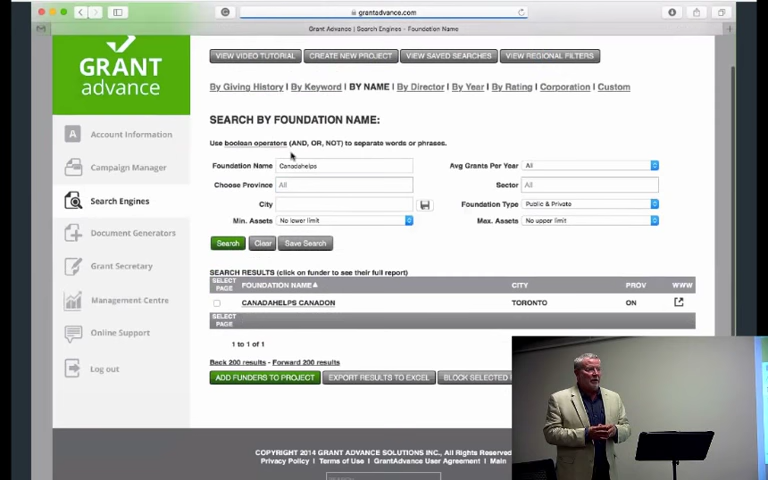 grantadvance.com
Grant Advance | Search Engines - Foundation Name
GRANT
advance
VIEW VIDEO TUTORIAL
CREATE NEW PROJECT
VIEW SAVED SEARCHES
VIEW REGIONAL FILTERS
By Giving History | By Keyword | BY NAME | By Director | By Year | By Rating | Corporation | Custom
SEARCH BY FOUNDATION NAME:
Use boolean operators (AND, OR, NOT) to separate words or phrases.
Foundation Name Canadahelps Avg Grants Per Year All
Choose Province All Sector All
City Foundation Type Public & Private
Min. Assets No lower limit Max. Assets No upper limit
Search Clear Save Search
SEARCH RESULTS (click on funder to see their full report)
SELECT PAGE FOUNDATION NAME CITY PROV WWW
CANADAHELPS CANADON TORONTO ON
SELECT PAGE
1 to 1 of 1
Back 200 results - Forward 200 results
ADD FUNDERS TO PROJECT EXPORT RESULTS TO EXCEL BLOCK SELECTED
A Account Information
Campaign Manager
Search Engines
Document Generators
Grant Secretary
Management Centre
Online Support
Log out
COPYRIGHT 2014 GRANT ADVANCE SOLUTIONS INC., All Rights
Privacy Policy | Terms of Use | GrantAdvance User Agreement | Main
SEARCH